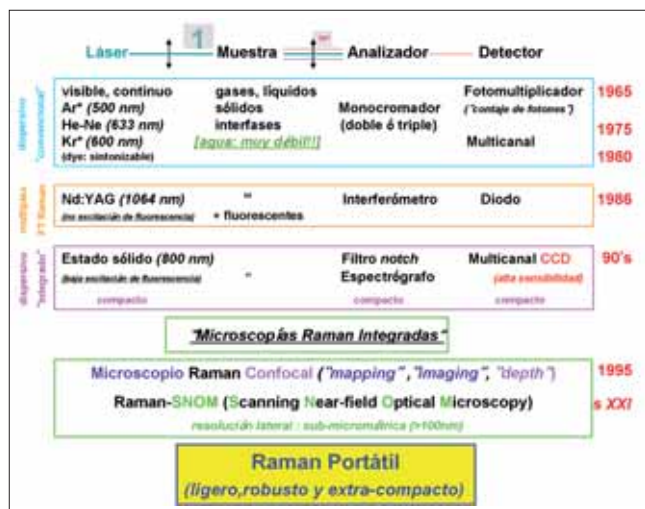 Láser 1 Muestra Analizador Detector
dispersivo "convencional"
visible, continuo gases, líquidos Fotomultiplicador 1965
Ar⁺ (500 nm) sólidos Monocromador ("contaje de fotones")
He-Ne (633 nm) interfases (doble ó triple) 1975
Kr⁺ (600 nm) [agua: muy débil!!] Multicanal
(dye: sintonizable) 1980
multiplex FT Raman
Nd:YAG (1064 nm) " Interferómetro Diodo 1986
(no excitación de fluorescencia) + fluorescentes
dispersivo "integrado"
Estado sólido (800 nm) Filtro notch Multicanal CCD 90's
(baja excitación de fluorescencia) " Espectrógrafo (alta sensibilidad)
compacto compacto compacto
"Microscopías Raman Integradas"
Microscopio Raman Confocal ("mapping", "imaging", "depth") 1995
Raman-SNOM (Scanning Near-field Optical Microscopy) s XXI
resolución lateral : sub-micrométrica (>100nm)
Raman Portátil
(ligero,robusto y extra-compacto)